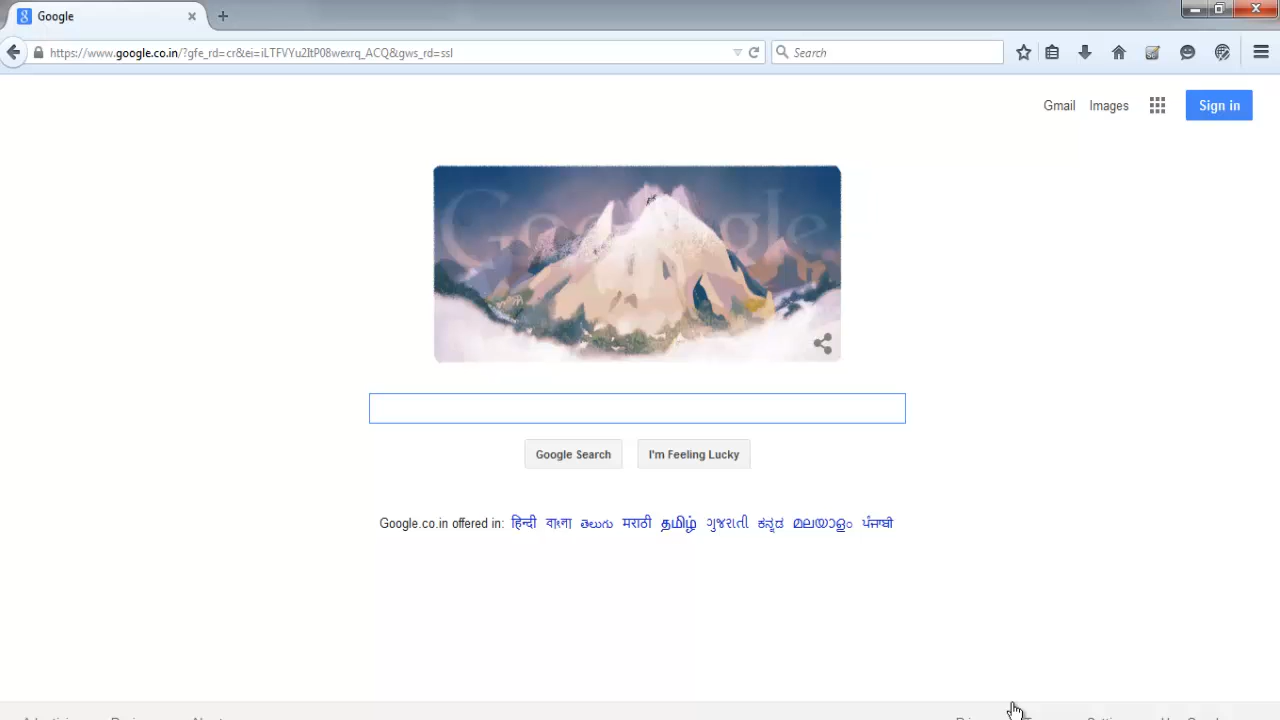 Google
https://www.google.co.in/?gfe_rd=cr&ei=iLTFVYu2ItP08wexrq_ACQ&gws_rd=ssl
Search
Gmail Images Sign in
Google
Google Search I'm Feeling Lucky
Google.co.in offered in: हिन्दी বাংলা తెలుగు मराठी தமிழ் ગુજરાતી ಕನ್ನಡ മലയാളം ਪੰਜਾਬੀ